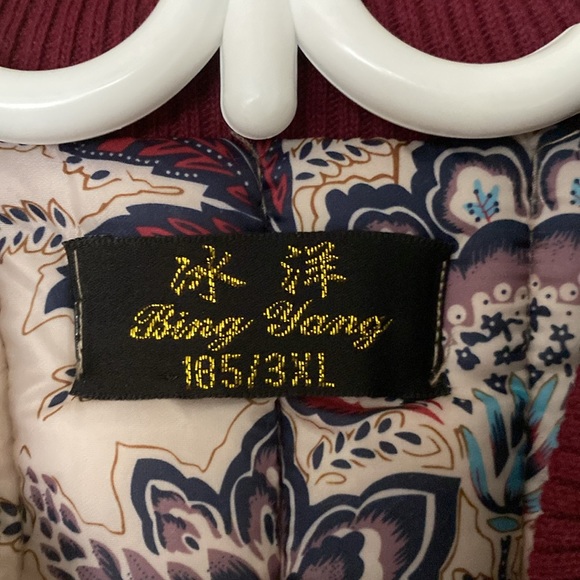 冰洋
Bing Yang
185/3XL